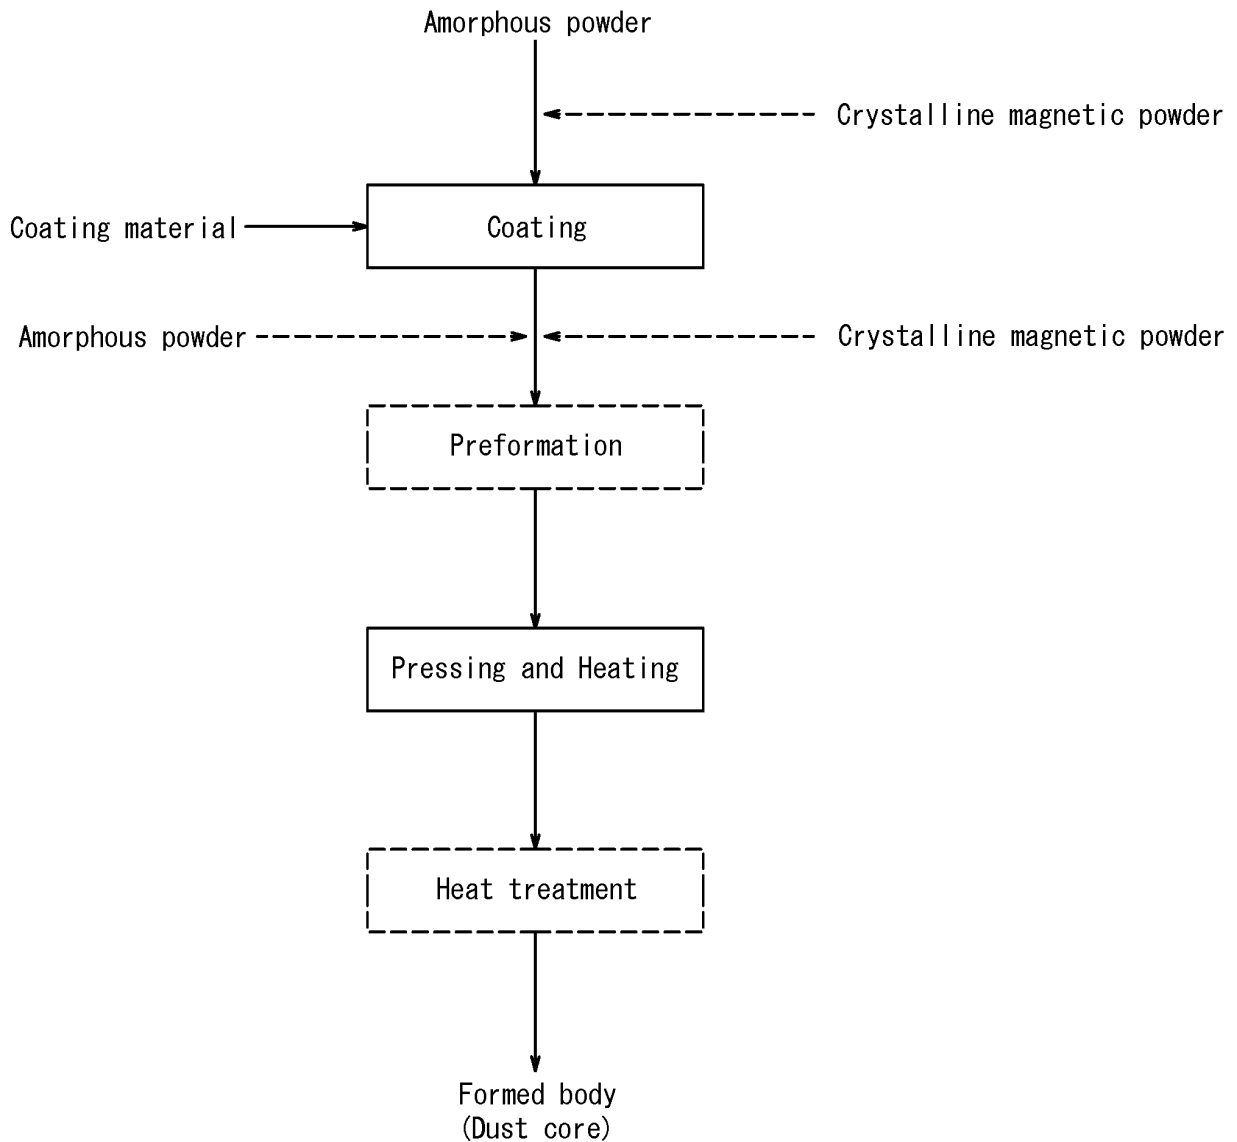 Amorphous powder
Crystalline magnetic powder
Coating material
Coating
Amorphous powder
Crystalline magnetic powder
Preformation
Pressing and Heating
Heat treatment
Formed body
(Dust core)